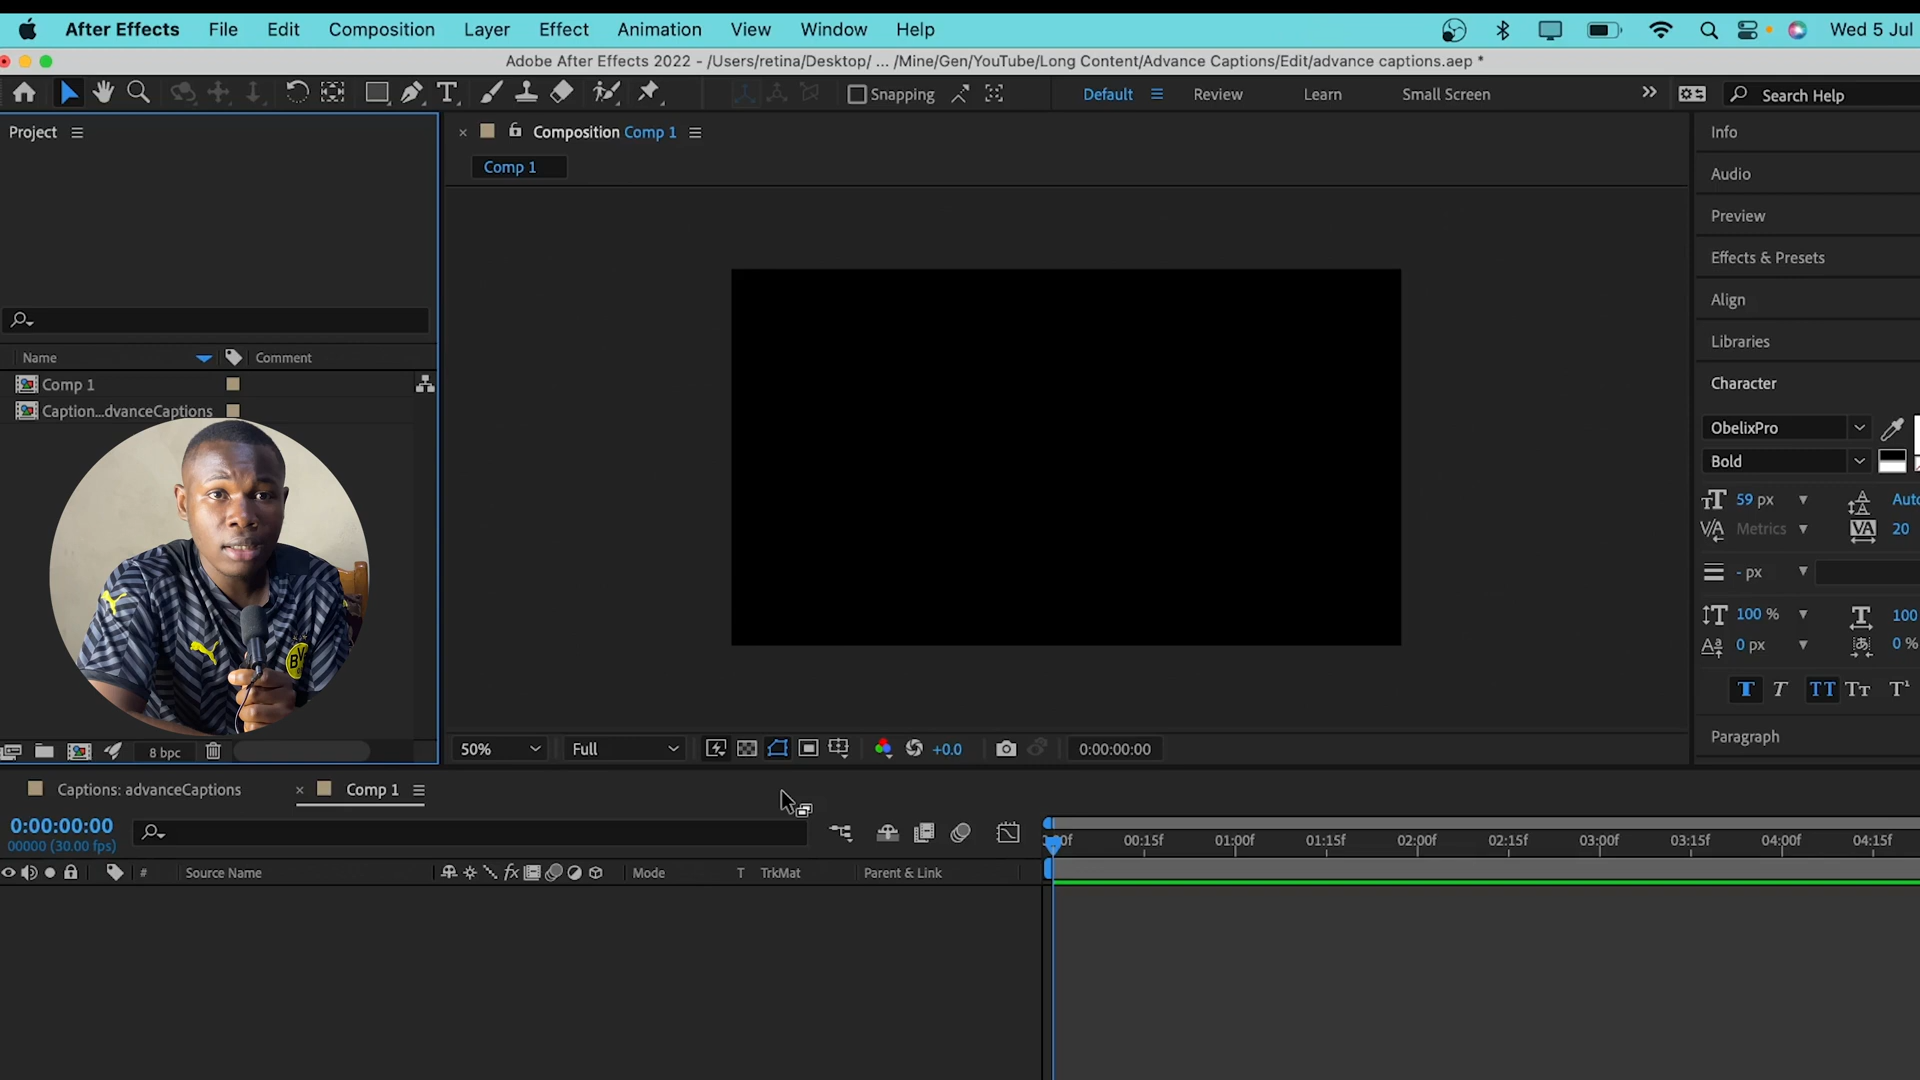 After Effects File Edit Composition Layer Effect Animation View Window Help Wed 5 Jul
Adobe After Effects 2022 - /Users/retina/Desktop/ ... /Mine/Gen/YouTube/Long Content/Advance Captions/Edit/advance captions.aep *
Snapping Default Review Learn Small Screen Search Help
Project
Composition Comp 1
Comp 1
Name Comment
Comp 1
Caption...dvanceCaptions
BVB
8 bpc
50% Full +0.0 0:00:00:00
Info
Audio
Preview
Effects & Presets
Align
Libraries
Character
ObelixPro
Bold
59 px Auto
Metrics 20
- px
100 % 100
0 px 0 %
Paragraph
Captions: advanceCaptions Comp 1
0:00:00:00
00000 (30.00 fps)
00:15f 01:00f 01:15f 02:00f 02:15f 03:00f 03:15f 04:00f 04:15f
# Source Name Mode T TrkMat Parent & Link